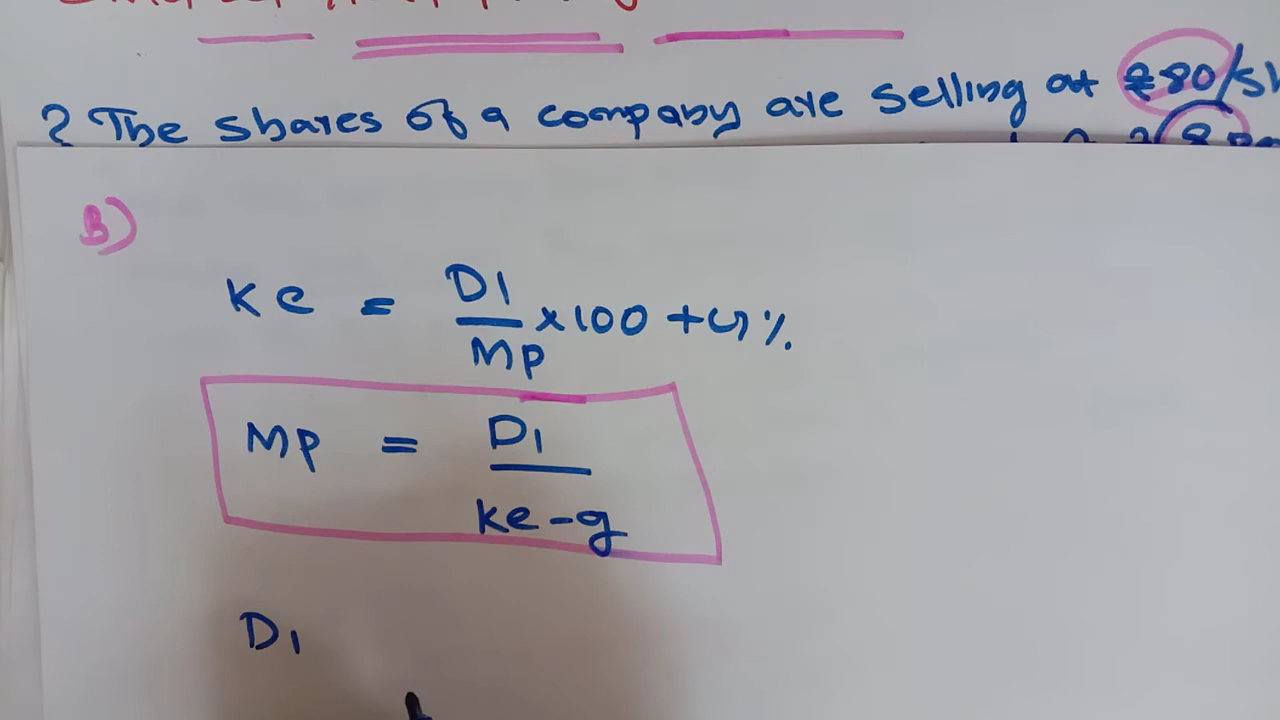 ? The shares of a company are selling at ₹80/sh
B)
Ke = D1/MP ×100 + G%
MP = D1/ke-g
D1